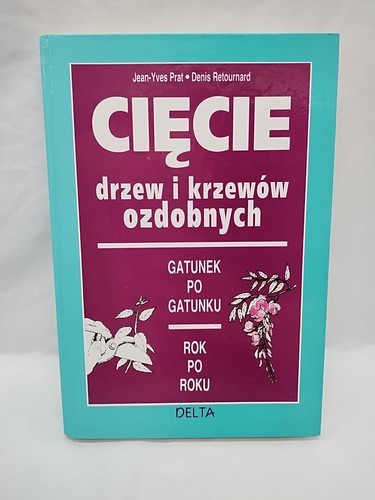 Jean-Yves Prat • Denis Retournard
CIĘCIE
drzew i krzewów
ozdobnych
GATUNEK
PO
GATUNKU
ROK
PO
ROKU
DELTA